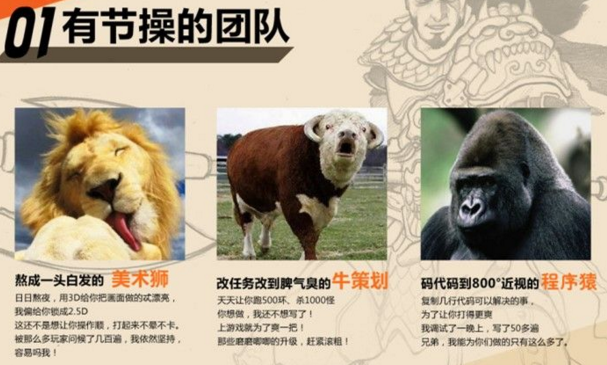 01 有节操的团队
熬成一头白发的 美术狮
日日熬夜，用3D给你把画面做的忒漂亮，
我偏给你锁成2.5D
这还不是想让你操作顺，打起来不晕不卡。
被那么多玩家问候了几百遍，我依然坚持，
容易吗我！
改任务改到脾气臭的牛策划
天天让你跑500环、杀1000怪
你想做，我还不想写了！
上游戏就为了爽一把！
那些磨磨唧唧的升级，赶紧滚粗！
码代码到800°近视的程序猿
复制几行代码可以解决的事，
为了让你打得更爽
我调试了一晚上，写了50多遍
兄弟，我能为你们做的只有这么多了。